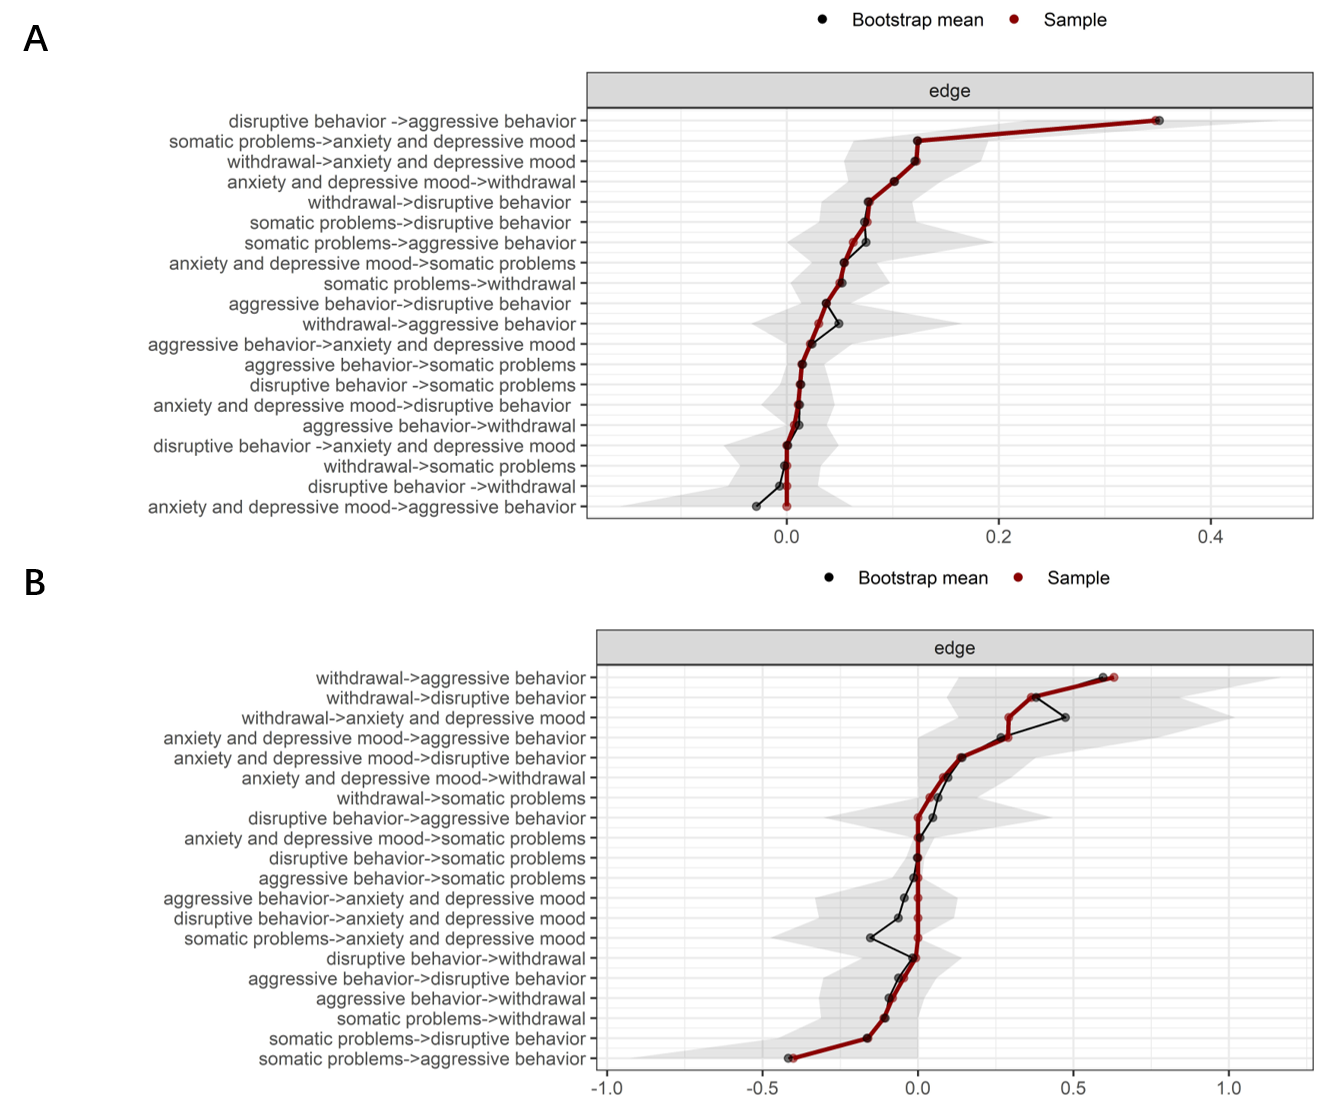 A
Bootstrap mean Sample
edge
disruptive behavior ->aggressive behavior
somatic problems->anxiety and depressive mood
withdrawal->anxiety and depressive mood
anxiety and depressive mood->withdrawal
withdrawal->disruptive behavior
somatic problems->disruptive behavior
somatic problems->aggressive behavior
anxiety and depressive mood->somatic problems
somatic problems->withdrawal
aggressive behavior->disruptive behavior
withdrawal->aggressive behavior
aggressive behavior->anxiety and depressive mood
aggressive behavior->somatic problems
disruptive behavior ->somatic problems
anxiety and depressive mood->disruptive behavior
aggressive behavior->withdrawal
disruptive behavior ->anxiety and depressive mood
withdrawal->somatic problems
disruptive behavior ->withdrawal
anxiety and depressive mood->aggressive behavior
0.0 0.2 0.4
B
Bootstrap mean Sample
edge
withdrawal->aggressive behavior
withdrawal->disruptive behavior
withdrawal->anxiety and depressive mood
anxiety and depressive mood->aggressive behavior
anxiety and depressive mood->disruptive behavior
anxiety and depressive mood->withdrawal
withdrawal->somatic problems
disruptive behavior->aggressive behavior
anxiety and depressive mood->somatic problems
disruptive behavior->somatic problems
aggressive behavior->somatic problems
aggressive behavior->anxiety and depressive mood
disruptive behavior->anxiety and depressive mood
somatic problems->anxiety and depressive mood
disruptive behavior->withdrawal
aggressive behavior->disruptive behavior
aggressive behavior->withdrawal
somatic problems->withdrawal
somatic problems->disruptive behavior
somatic problems->aggressive behavior
-1.0 -0.5 0.0 0.5 1.0